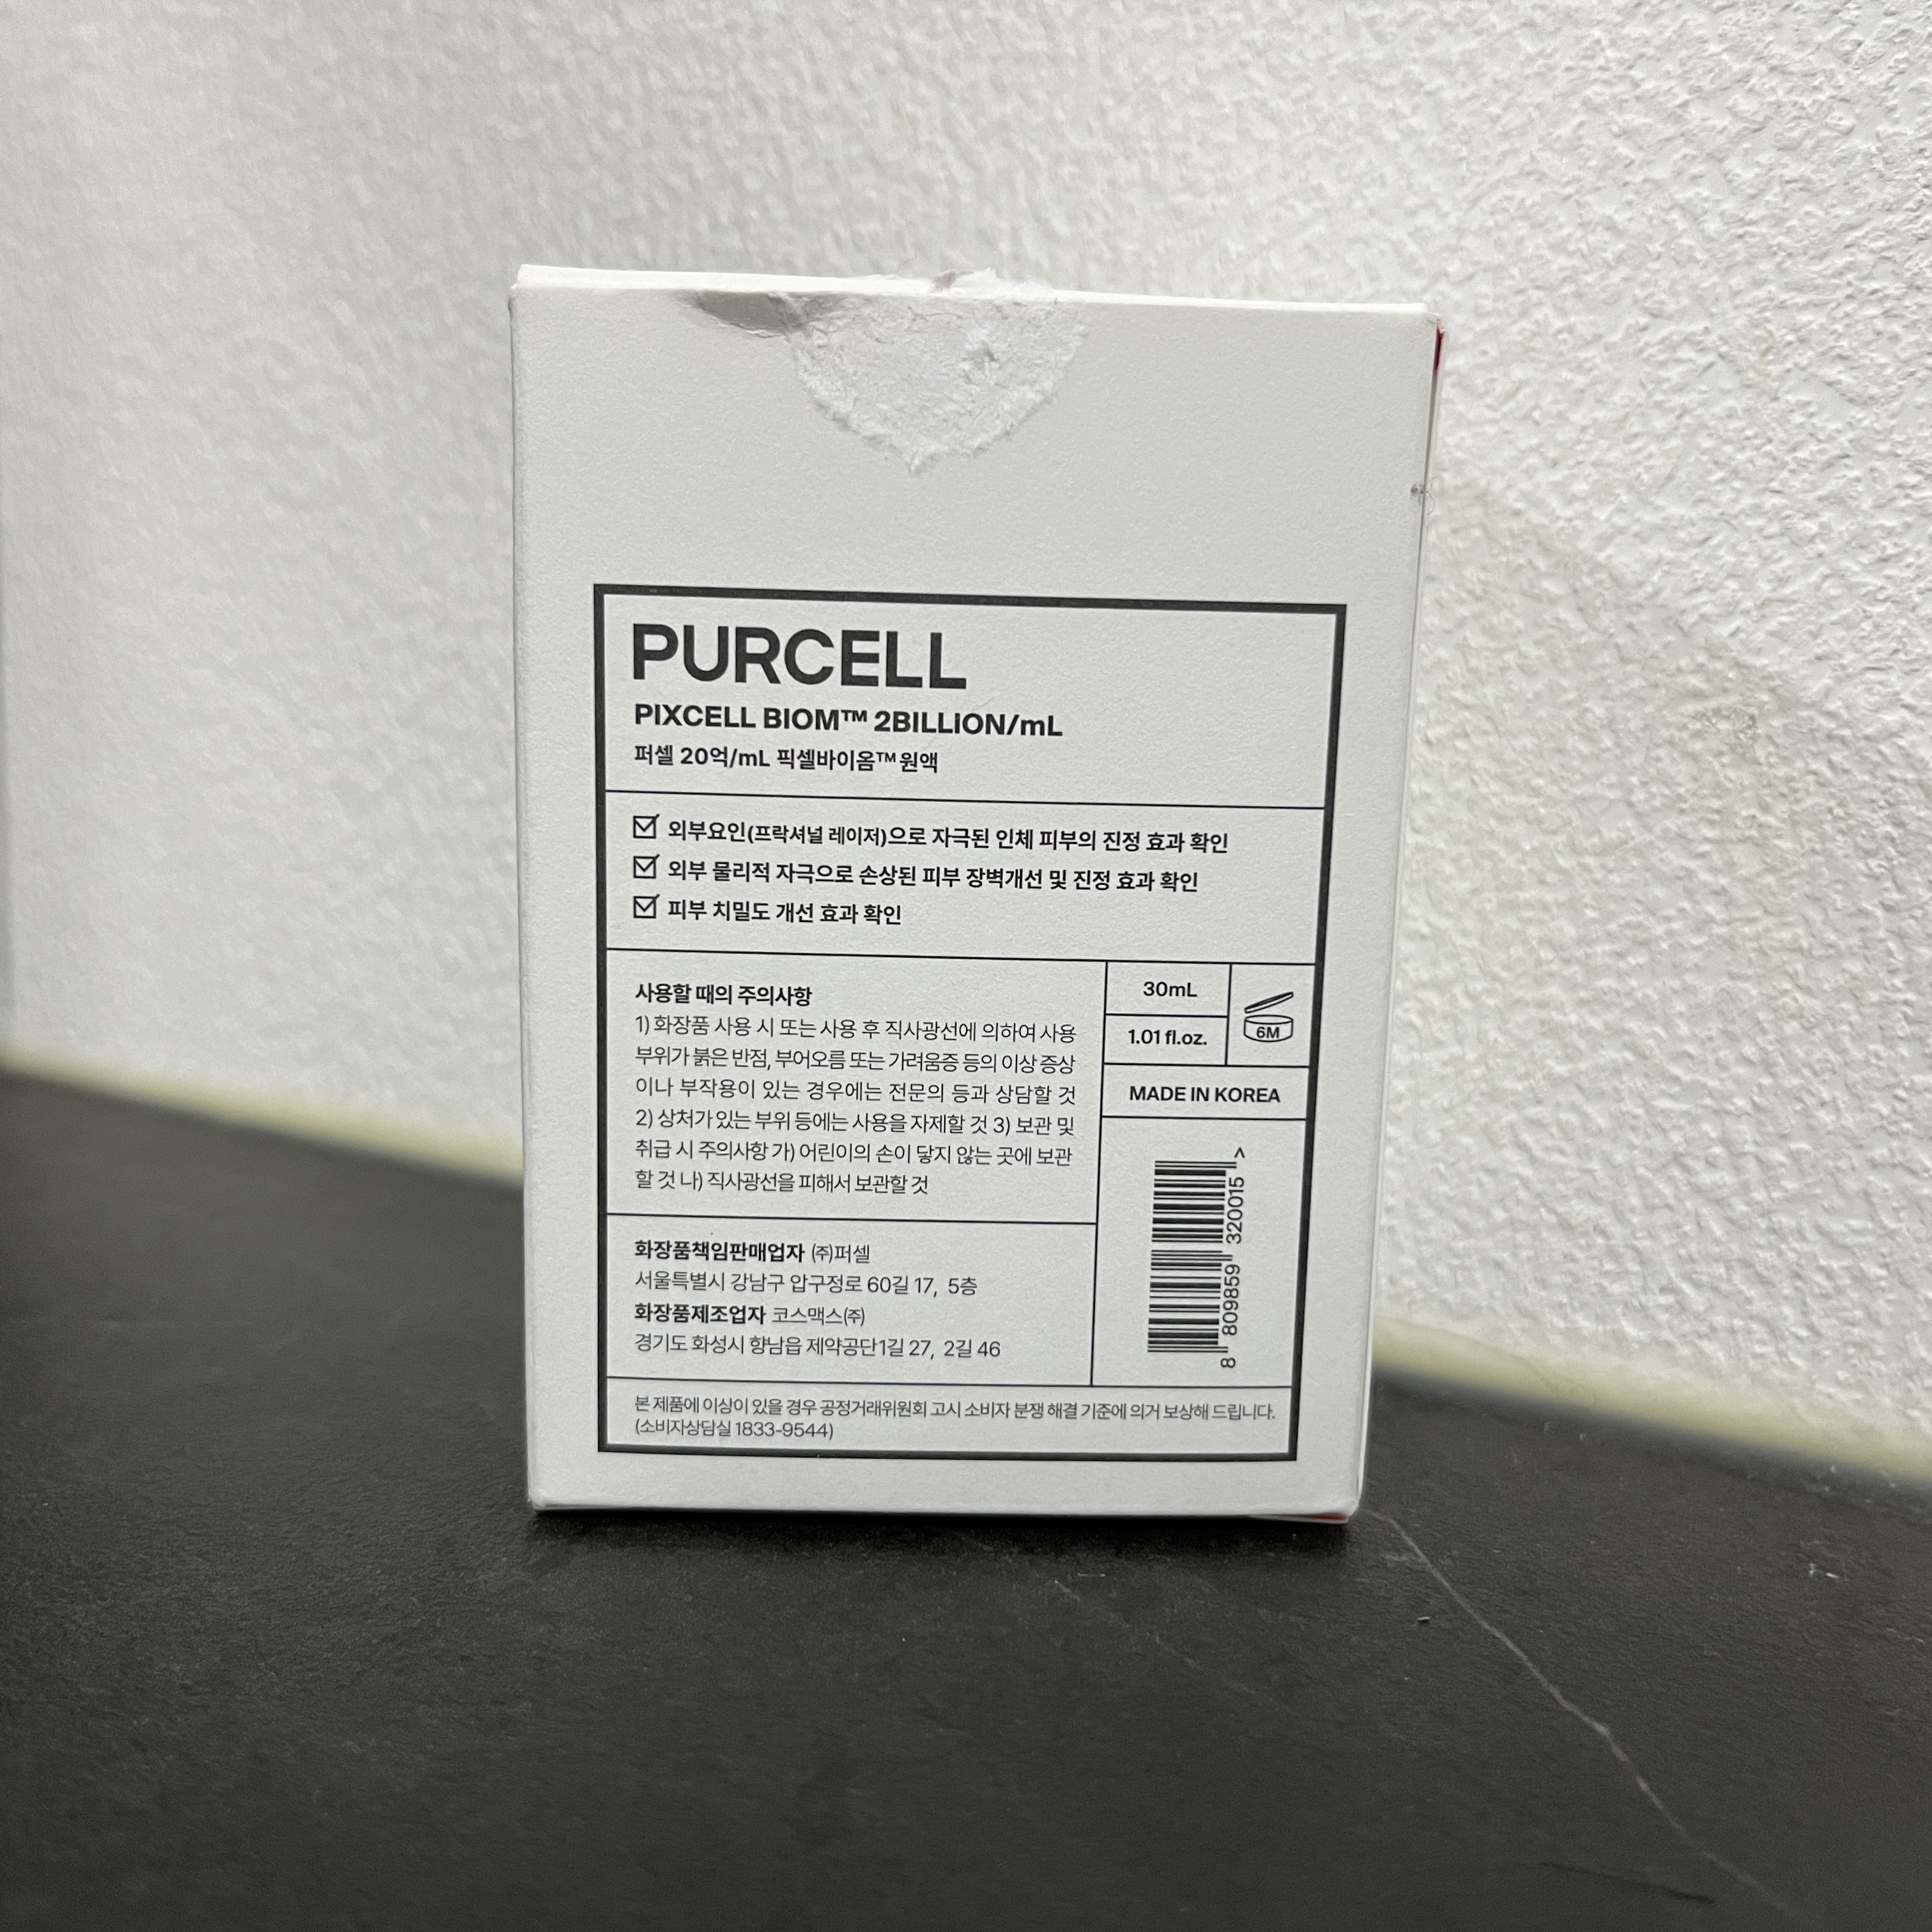 PURCELL
PIXCELL BIOM™ 2BILLION/mL
퍼셀 20억/mL 픽셀바이옴™원액
외부요인(프락셔널 레이저)으로 자극된 인체 피부의 진정 효과 확인
외부 물리적 자극으로 손상된 피부 장벽개선 및 진정 효과 확인
피부 치밀도 개선 효과 확인
사용할 때의 주의사항
1) 화장품 사용 시 또는 사용 후 직사광선에 의하여 사용
부위가 붉은 반점, 부어오름 또는 가려움증 등의 이상 증상
이나 부작용이 있는 경우에는 전문의 등과 상담할 것
2) 상처가 있는 부위 등에는 사용을 자제할 것 3) 보관 및
취급 시 주의사항 가) 어린이의 손이 닿지 않는 곳에 보관
할 것 나) 직사광선을 피해서 보관할 것
30mL
1.01 fl.oz.
6M
MADE IN KOREA
8 809859 320015 >
화장품책임판매업자 ㈜퍼셀
서울특별시 강남구 압구정로 60길 17, 5층
화장품제조업자 코스맥스㈜
경기도 화성시 향남읍 제약공단1길 27, 2길 46
본 제품에 이상이 있을 경우 공정거래위원회 고시 소비자 분쟁 해결 기준에 의거 보상해 드립니다.
(소비자상담실 1833-9544)